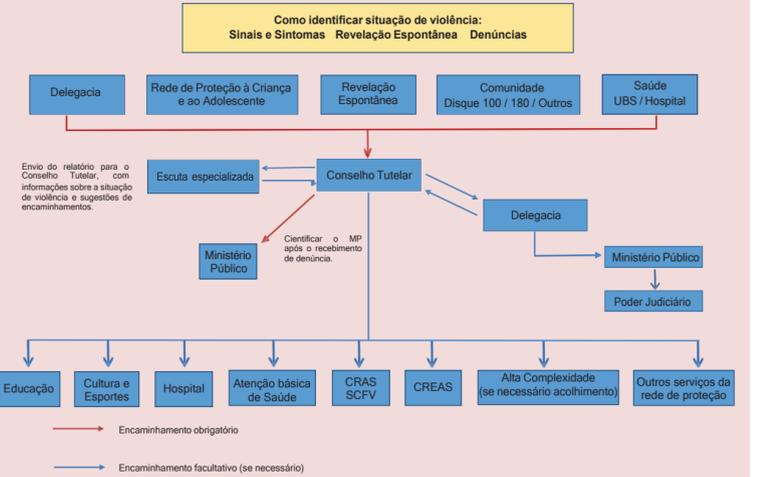 Como identificar situação de violência:
Sinais e Sintomas Revelação Espontânea Denúncias
Delegacia
Rede de Proteção à Criança
e ao Adolescente
Revelação
Espontânea
Comunidade
Disque 100 / 180 / Outros
Saúde
UBS / Hospital
Envio do relatório para o
Conselho Tutelar, com
informações sobre a situação
de violência e sugestões de
encaminhamentos.
Escuta especializada
Conselho Tutelar
Delegacia
Ministério
Público
Cientificar o MP
após o recebimento
de denúncia.
Ministério Público
Poder Judiciário
Educação
Cultura e
Esportes
Hospital
Atenção básica
de Saúde
CRAS
SCFV
CREAS
Alta Complexidade
(se necessário acolhimento)
Outros serviços da
rede de proteção
Encaminhamento obrigatório
Encaminhamento facultativo (se necessário)